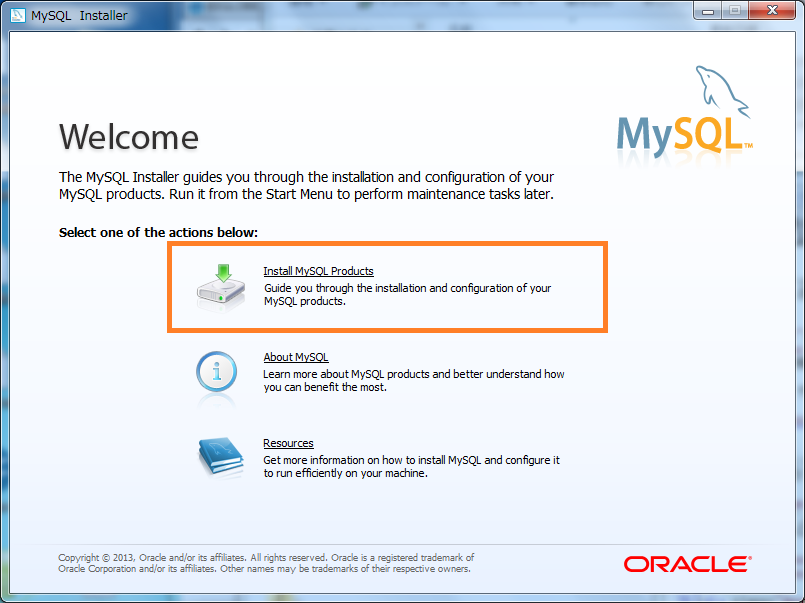 MySQL Installer
MySQL™
Welcome
The MySQL Installer guides you through the installation and configuration of your
MySQL products. Run it from the Start Menu to perform maintenance tasks later.
Select one of the actions below:
Install MySQL Products
Guide you through the installation and configuration of your
MySQL products.
About MySQL
Learn more about MySQL products and better understand how
you can benefit the most.
Resources
Get more information on how to install MySQL and configure it
to run efficiently on your machine.
Copyright © 2013, Oracle and/or its affiliates. All rights reserved. Oracle is a registered trademark of
Oracle Corporation and/or its affiliates. Other names may be trademarks of their respective owners.
ORACLE®